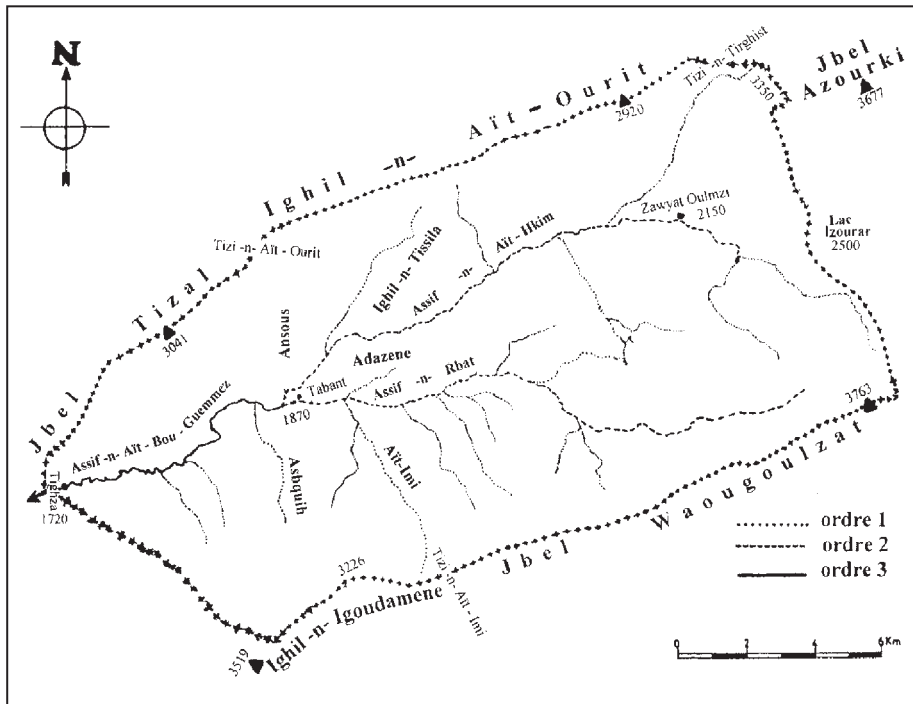 N
Jbel Tizal
Ighil -n- Aït-Ourit
2920
Tizi -n- Tirghist
3350
Jbel
Azourki
3677
Zawyat Oulmzi
2150
Lac
Izourar
2500
Tizi -n- Aït - Ourit
Ighil -n- Tissila
Assif -n- Aït-Hkim
3041
Ansous
Adazene
Tabant
Assif -n- Rbat
1870
Assif -n- Aït - Bou - Guemmez
Asbquih
Aït-Imi
3763
Tighza
1720
Jbel Waougoulzat
3226
Tizi -n- Aït - Imi
Ighil -n- Igoudamene
3519
ordre 1
ordre 2
ordre 3
0 2 4 6 Km